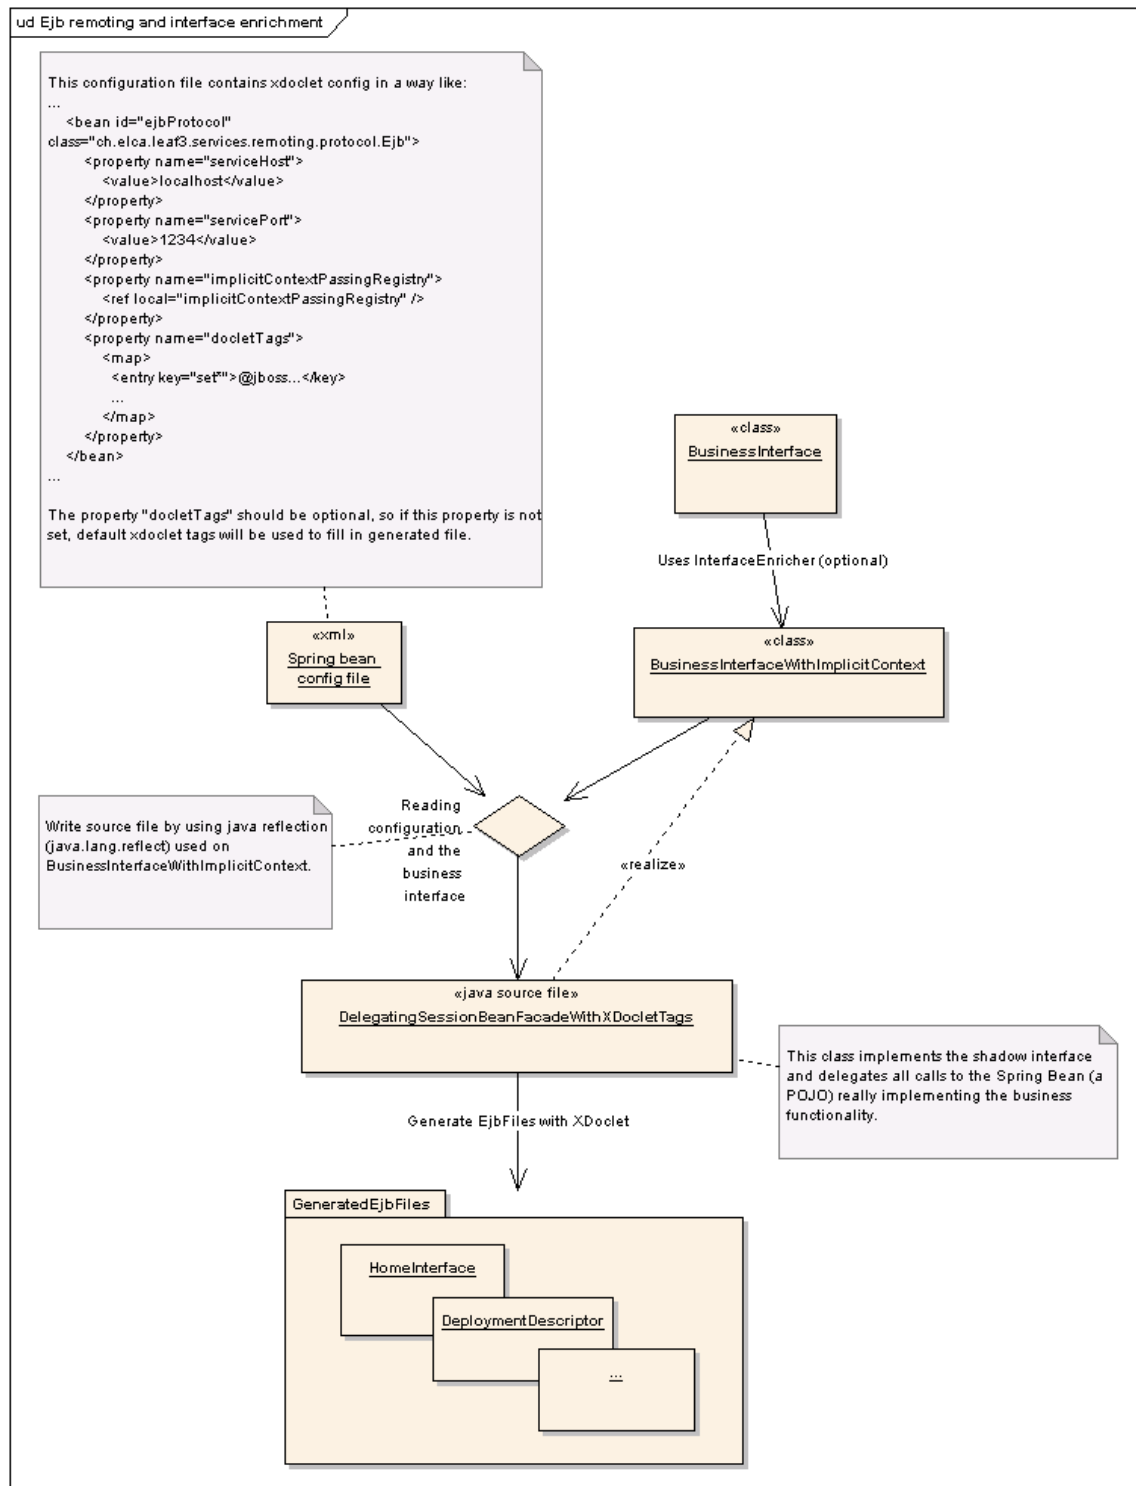 ud Ejb remoting and interface enrichment
This configuration file contains xdoclet config in a way like:
...
<bean id="ejbProtocol"
class="ch.elca.leaf3.services.remoting.protocol.Ejb">
<property name="serviceHost">
<value>localhost</value>
</property>
<property name="servicePort">
<value>1234</value>
</property>
<property name="implicitContextPassingRegistry">
<ref local="implicitContextPassingRegistry" />
</property>
<property name="docletTags">
<map>
<entry key="set*">@jboss...</key>
...
</map>
</property>
</bean>
...
The property "docletTags" should be optional, so if this property is not
set, default xdoclet tags will be used to fill in generated file.
«class»
BusinessInterface
Uses InterfaceEnricher (optional)
«xml»
Spring bean
config file
«class»
BusinessInterfaceWithImplicitContext
Write source file by using java reflection
(java.lang.reflect) used on
BusinessInterfaceWithImplicitContext.
Reading
configuration
and the
business
interface
«realize»
«java source file»
DelegatingSessionBeanFacadeWithXDocletTags
This class implements the shadow interface
and delegates all calls to the Spring Bean (a
POJO) really implementing the business
functionality.
Generate EjbFiles with XDoclet
GeneratedEjbFiles
HomeInterface
DeploymentDescriptor
...